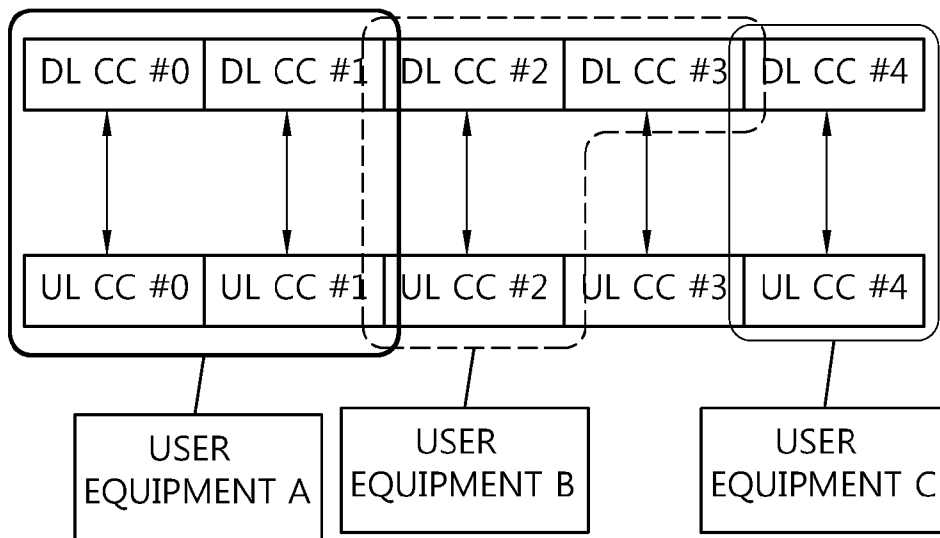 DL CC #0 DL CC #1 DL CC #2 DL CC #3 DL CC #4
UL CC #0 UL CC #1 UL CC #2 UL CC #3 UL CC #4
USER
EQUIPMENT A
USER
EQUIPMENT B
USER
EQUIPMENT C